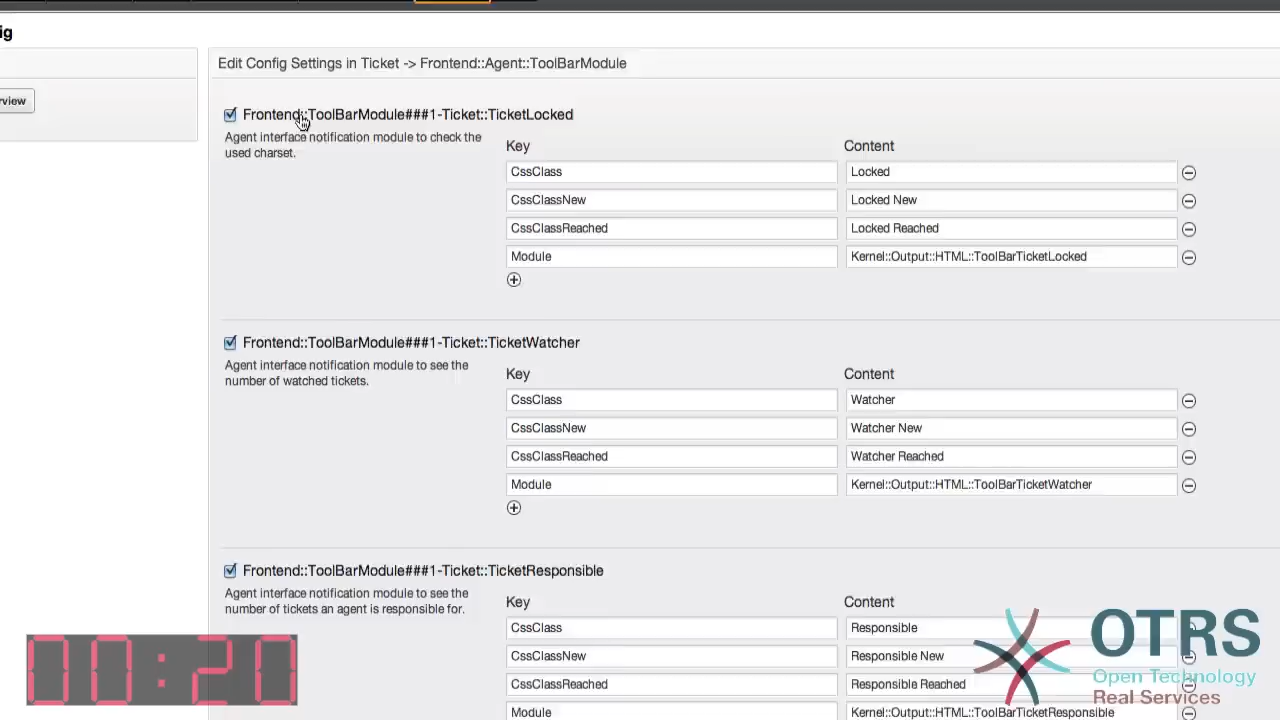 ig
Edit Config Settings in Ticket -> Frontend::Agent::ToolBarModule
rview
Frontend::ToolBarModule###1-Ticket::TicketLocked
Agent interface notification module to check the
used charset.
Key Content
CssClass Locked
CssClassNew Locked New
CssClassReached Locked Reached
Module Kernel::Output::HTML::ToolBarTicketLocked
Frontend::ToolBarModule###1-Ticket::TicketWatcher
Agent interface notification module to see the
number of watched tickets.
Key Content
CssClass Watcher
CssClassNew Watcher New
CssClassReached Watcher Reached
Module Kernel::Output::HTML::ToolBarTicketWatcher
Frontend::ToolBarModule###1-Ticket::TicketResponsible
Agent interface notification module to see the
number of tickets an agent is responsible for.
Key Content
CssClass Responsible
CssClassNew Responsible New
CssClassReached Responsible Reached
Module Kernel::Output::HTML::ToolBarTicketResponsible
00:20
OTRS
Open Technology
Real Services